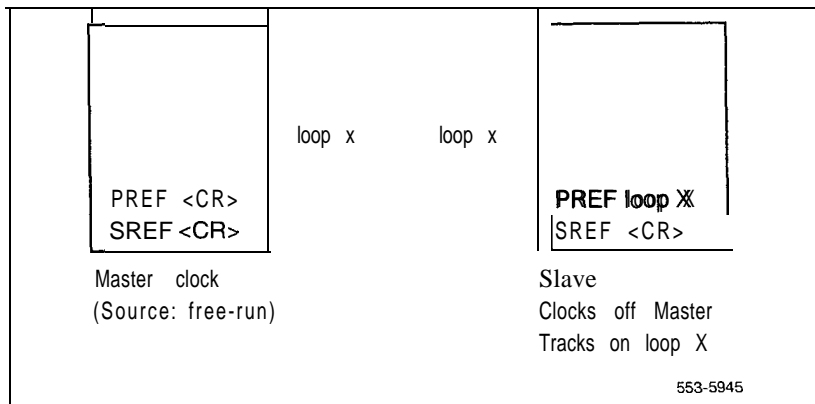 loop x loop x
PREF <CR>
SREF <CR>
PREF loop X
SREF <CR>
Master clock
(Source: free-run)
Slave
Clocks off Master
Tracks on loop X
553-5945